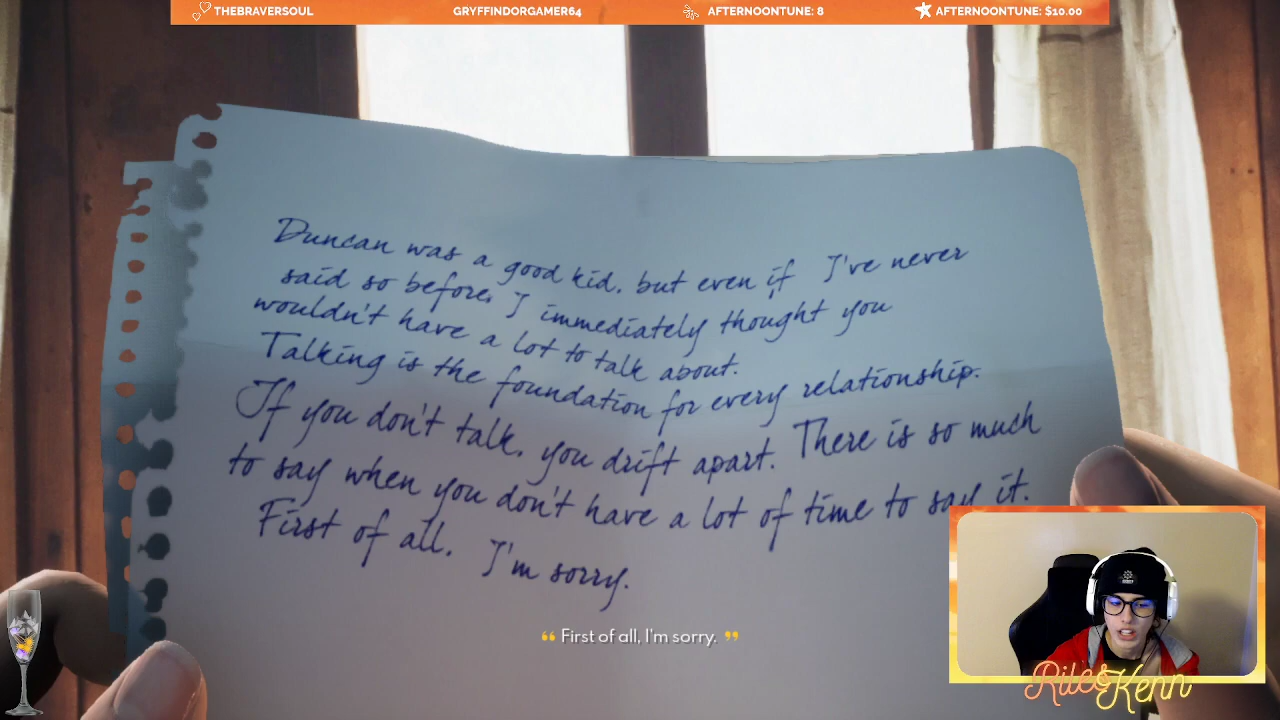 THEBRAVERSOUL GRYFFINDORGAMER64 AFTERNOONTUNE: 8 AFTERNOONTUNE: $10.00
Duncan was a good kid, but even if I've never
said so before, I immediately thought you
wouldn't have a lot to talk about.
Talking is the foundation for every relationship.
If you don't talk, you drift apart. There is so much
to say when you don't have a lot of time to say it.
First of all, I'm sorry.
“ First of all, I'm sorry. ”
Riles Kenn